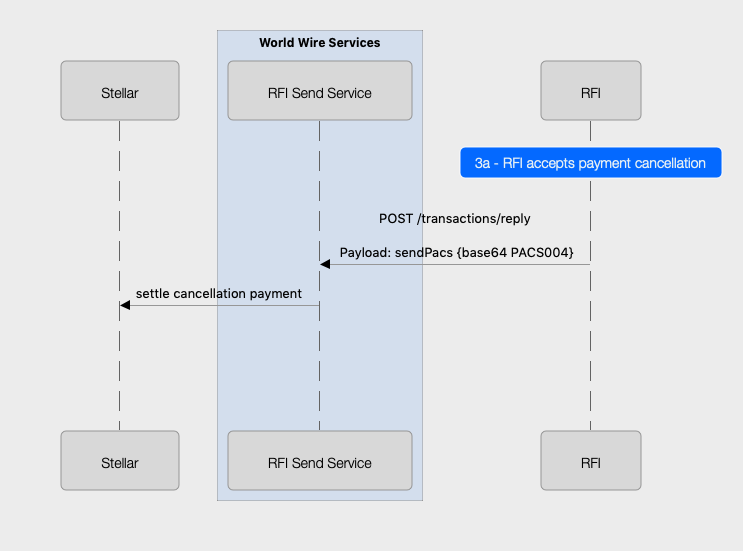 World Wire Services
Stellar
RFI Send Service
RFI
3a - RFI accepts payment cancellation
POST /transactions/reply
Payload: sendPacs {base64 PACS004}
settle cancellation payment
Stellar
RFI Send Service
RFI